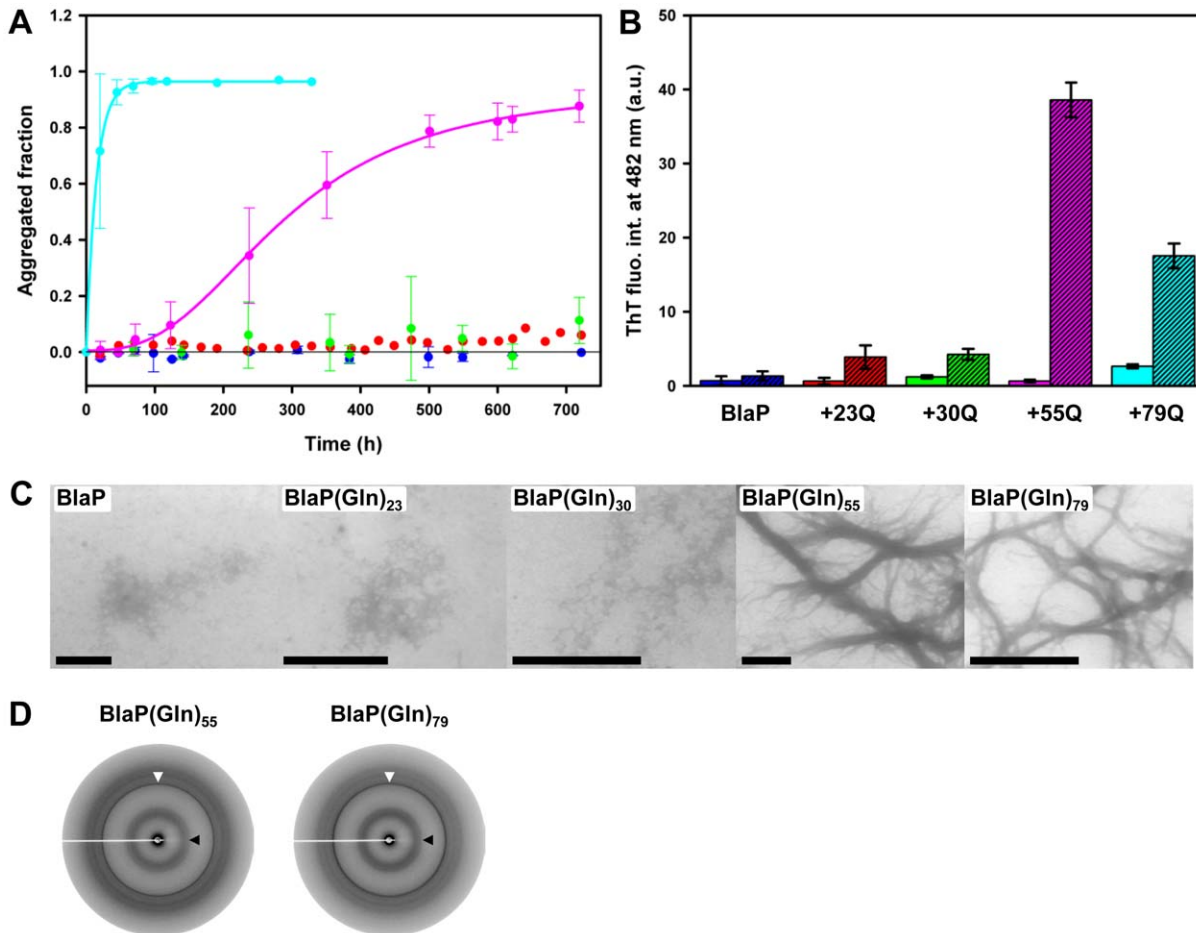 A
Aggregated fraction
1.2
1.0
0.8
0.6
0.4
0.2
0.0
0 100 200 300 400 500 600 700
Time (h)
B
ThT fluo. int. at 482 nm (a.u.)
50
40
30
20
10
0
BlaP +23Q +30Q +55Q +79Q
C
BlaP BlaP(Gln)₂₃ BlaP(Gln)₃₀ BlaP(Gln)₅₅ BlaP(Gln)₇₉
D
BlaP(Gln)₅₅ BlaP(Gln)₇₉